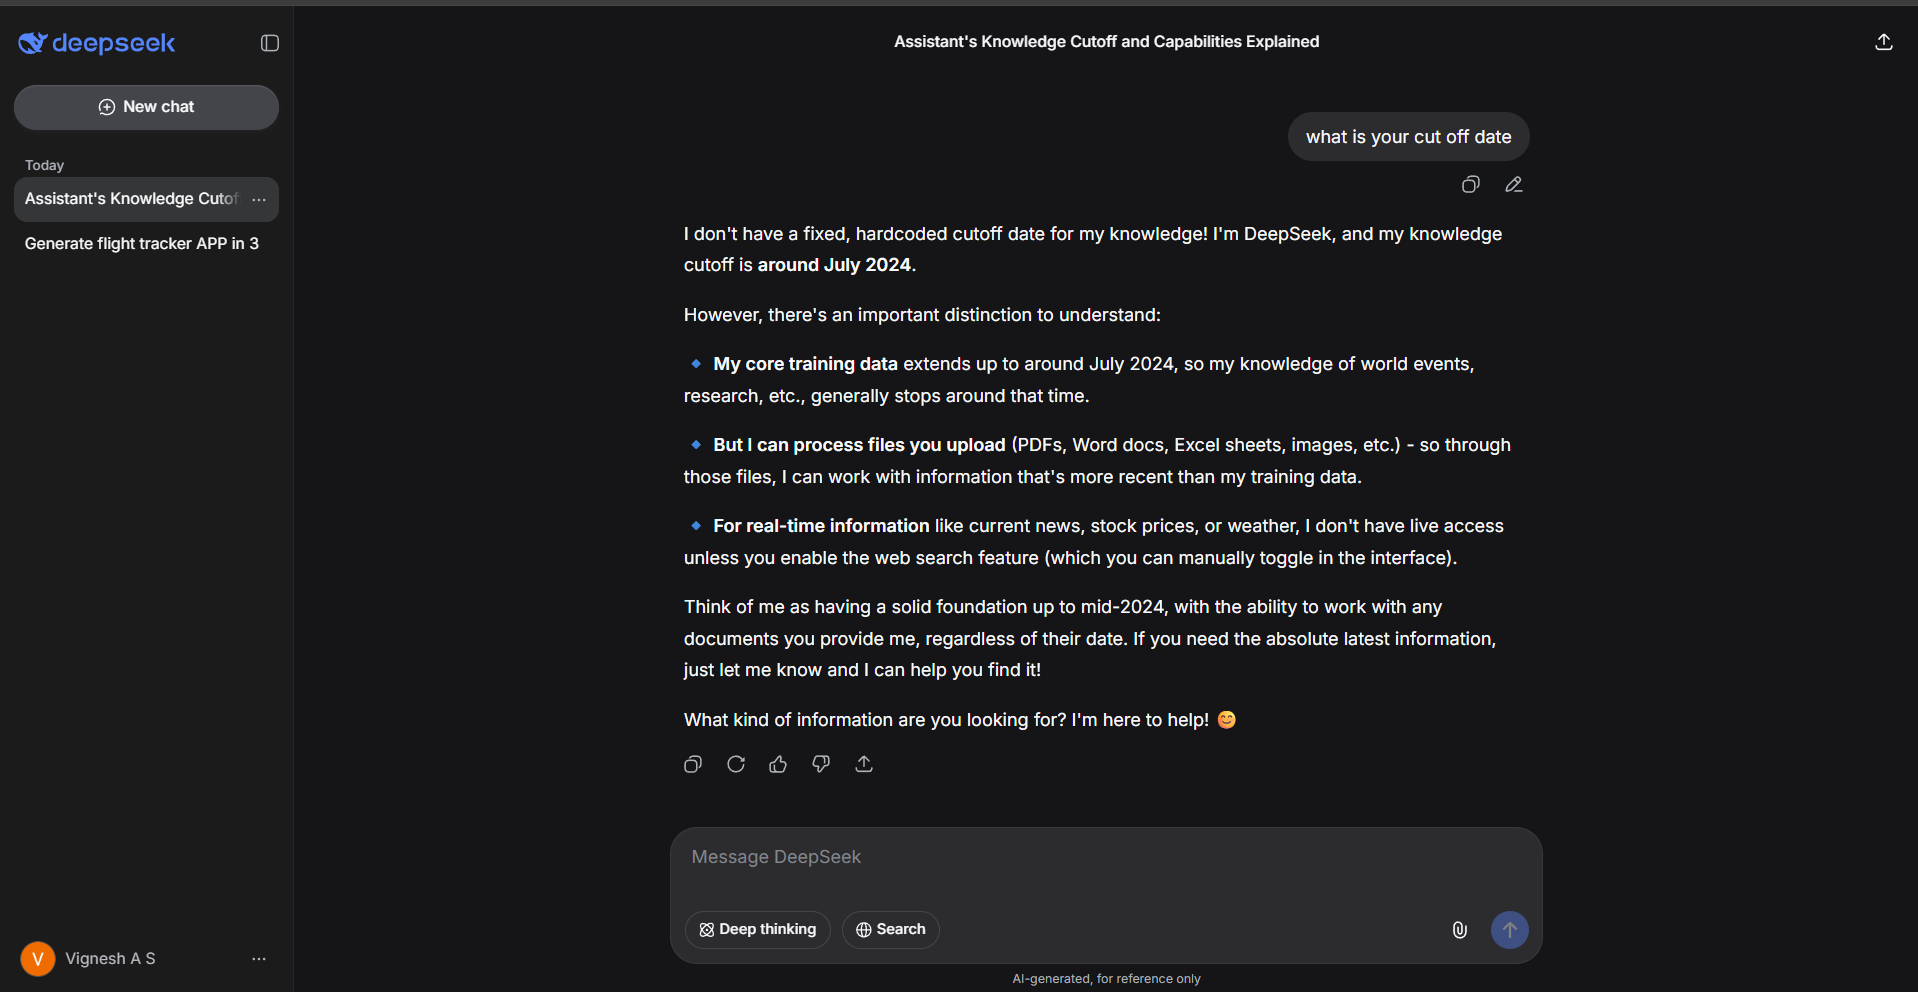 deepseek
New chat
Today
Assistant's Knowledge Cutof
Generate flight tracker APP in 3
Vignesh A S
Assistant's Knowledge Cutoff and Capabilities Explained
what is your cut off date
I don't have a fixed, hardcoded cutoff date for my knowledge! I'm DeepSeek, and my knowledge
cutoff is around July 2024.
However, there's an important distinction to understand:
🔹 My core training data extends up to around July 2024, so my knowledge of world events,
research, etc., generally stops around that time.
🔹 But I can process files you upload (PDFs, Word docs, Excel sheets, images, etc.) - so through
those files, I can work with information that's more recent than my training data.
🔹 For real-time information like current news, stock prices, or weather, I don't have live access
unless you enable the web search feature (which you can manually toggle in the interface).
Think of me as having a solid foundation up to mid-2024, with the ability to work with any
documents you provide me, regardless of their date. If you need the absolute latest information,
just let me know and I can help you find it!
What kind of information are you looking for? I'm here to help! 😊
Message DeepSeek
Deep thinking
Search
AI-generated, for reference only
V